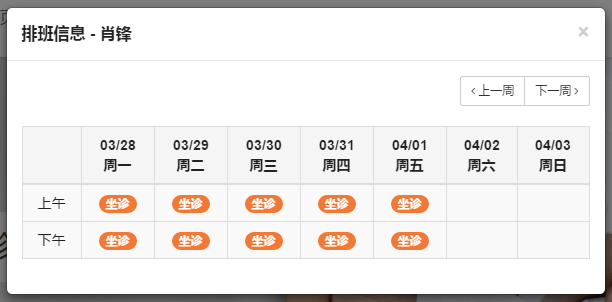 排班信息 - 肖锋
×
‹ 上一周 下一周 ›
03/28 03/29 03/30 03/31 04/01 04/02 04/03
周一 周二 周三 周四 周五 周六 周日
上午 坐诊 坐诊 坐诊 坐诊 坐诊
下午 坐诊 坐诊 坐诊 坐诊 坐诊